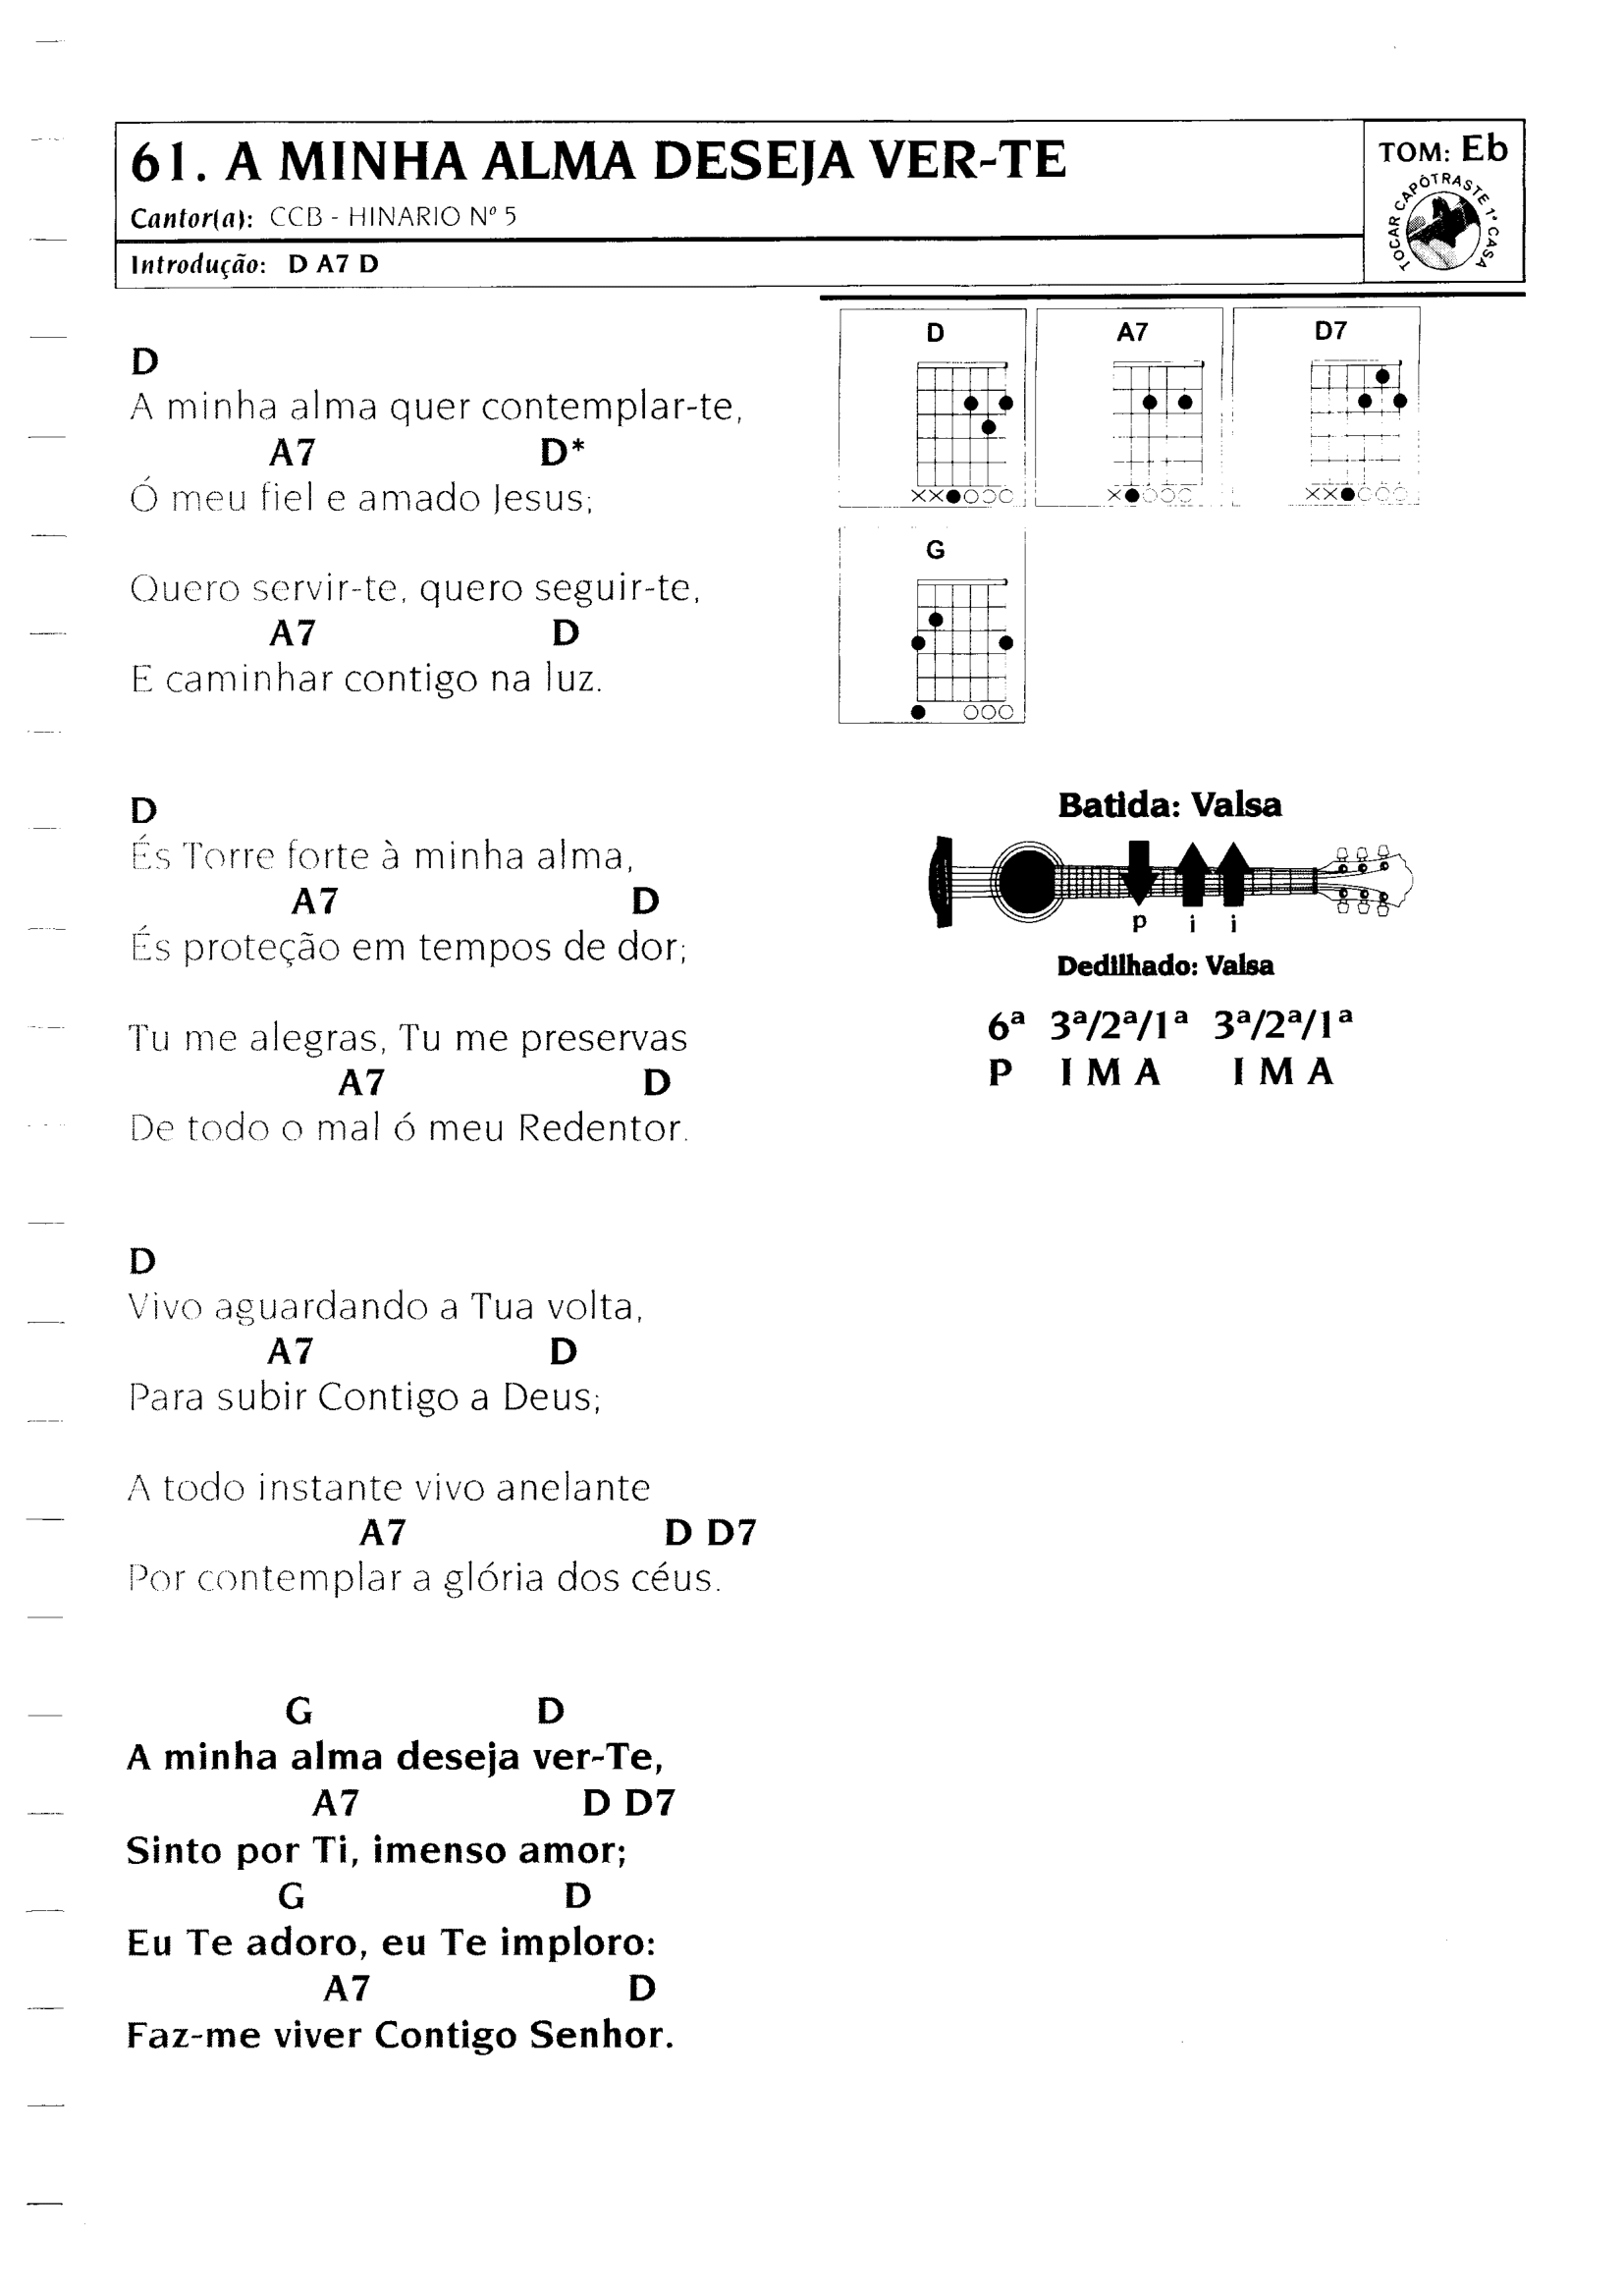 61. A MINHA ALMA DESEJA VER-TE
Cantor(a): CCB - HINARIO Nº 5
Introdução: D A7 D
TOM: Eb
TOCAR CAPÔTRASTE 1ª CASA
D
A minha alma quer contemplar-te,
A7 D*
Ó meu fiel e amado Jesus;
Quero servir-te, quero seguir-te,
A7 D
E caminhar contigo na luz.
D
És Torre forte à minha alma,
A7 D
És proteção em tempos de dor;
Tu me alegras, Tu me preservas
A7 D
De todo o mal ó meu Redentor.
D
Vivo aguardando a Tua volta,
A7 D
Para subir Contigo a Deus;
A todo instante vivo anelante
A7 D D7
Por contemplar a glória dos céus.
G D
A minha alma deseja ver-Te,
A7 D D7
Sinto por Ti, imenso amor;
G D
Eu Te adoro, eu Te imploro:
A7 D
Faz-me viver Contigo Senhor.
D A7 D7
G
Batida: Valsa
p i i
Dedilhado: Valsa
6ª 3ª/2ª/1ª 3ª/2ª/1ª
P I M A I M A